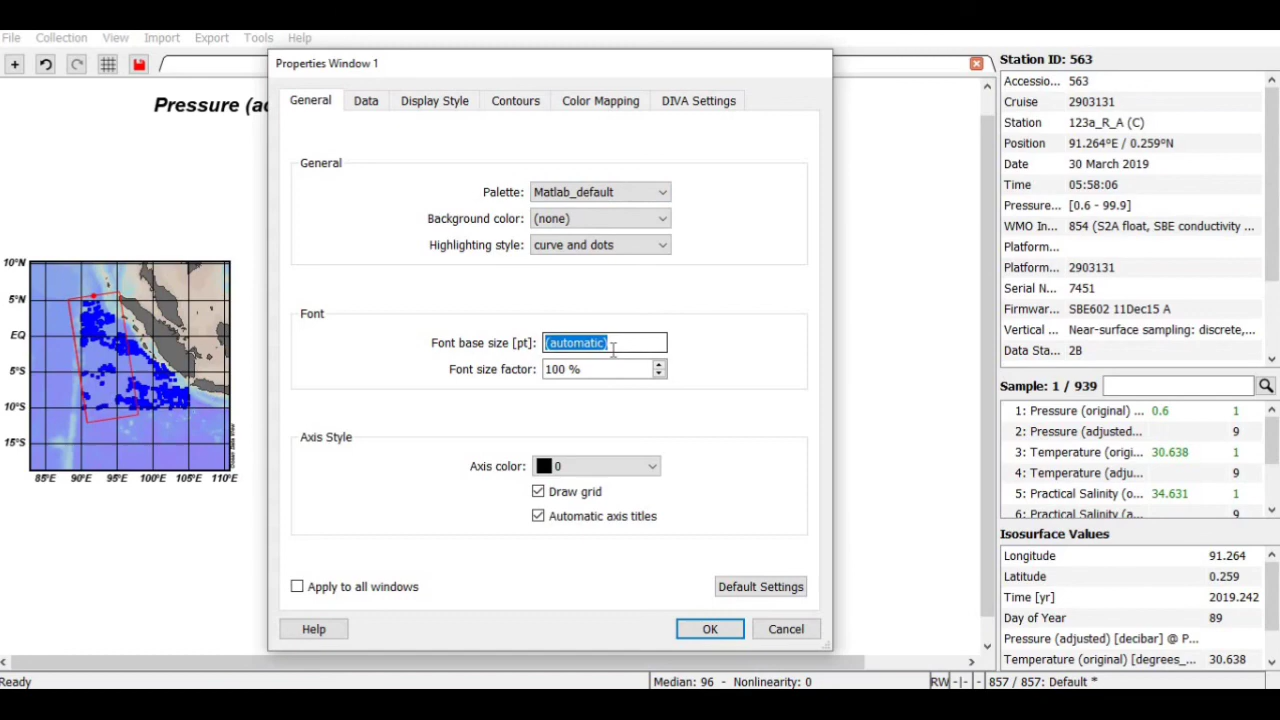 File Collection View Import Export Tools Help
Properties Window 1
General Data Display Style Contours Color Mapping DIVA Settings
General
Palette: Matlab_default
Background color: (none)
Highlighting style: curve and dots
Font
Font base size [pt]: (automatic)
Font size factor: 100 %
Axis Style
Axis color: 0
Draw grid
Automatic axis titles
Apply to all windows
Default Settings
Help OK Cancel
Pressure (ad
10°N
5°N
EQ
5°S
10°S
15°S
85°E 90°E 95°E 100°E 105°E 110°E
Station ID: 563
Accessio... 563
Cruise 2903131
Station 123a_R_A (C)
Position 91.264°E / 0.259°N
Date 30 March 2019
Time 05:58:06
Pressure... [0.6 - 99.9]
WMO In... 854 (S2A float, SBE conductivity ...
Platform...
Platform... 2903131
Serial N... 7451
Firmwar... SBE602 11Dec15 A
Vertical ... Near-surface sampling: discrete,...
Data Sta... 2B
Sample: 1 / 939
1: Pressure (original) ... 0.6 1
2: Pressure (adjusted... 9
3: Temperature (origi... 30.638 1
4: Temperature (adju... 9
5: Practical Salinity (o... 34.631 1
6: Practical Salinity (a... 9
Isosurface Values
Longitude 91.264
Latitude 0.259
Time [yr] 2019.242
Day of Year 89
Pressure (adjusted) [decibar] @ P...
Temperature (original) [degrees_... 30.638
Ready Median: 96 - Nonlinearity: 0 RW -|- - 857 / 857: Default *